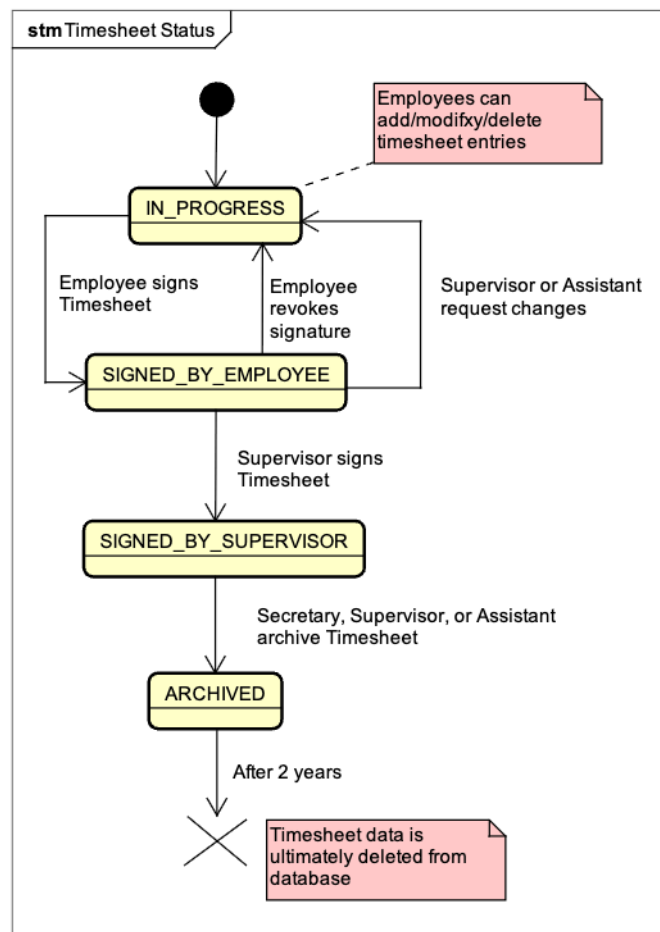 stm Timesheet Status
Employees can
add/modifxy/delete
timesheet entries
IN_PROGRESS
Employee signs
Timesheet
Employee
revokes
signature
Supervisor or Assistant
request changes
SIGNED_BY_EMPLOYEE
Supervisor signs
Timesheet
SIGNED_BY_SUPERVISOR
Secretary, Supervisor, or Assistant
archive Timesheet
ARCHIVED
After 2 years
Timesheet data is
ultimately deleted from
database